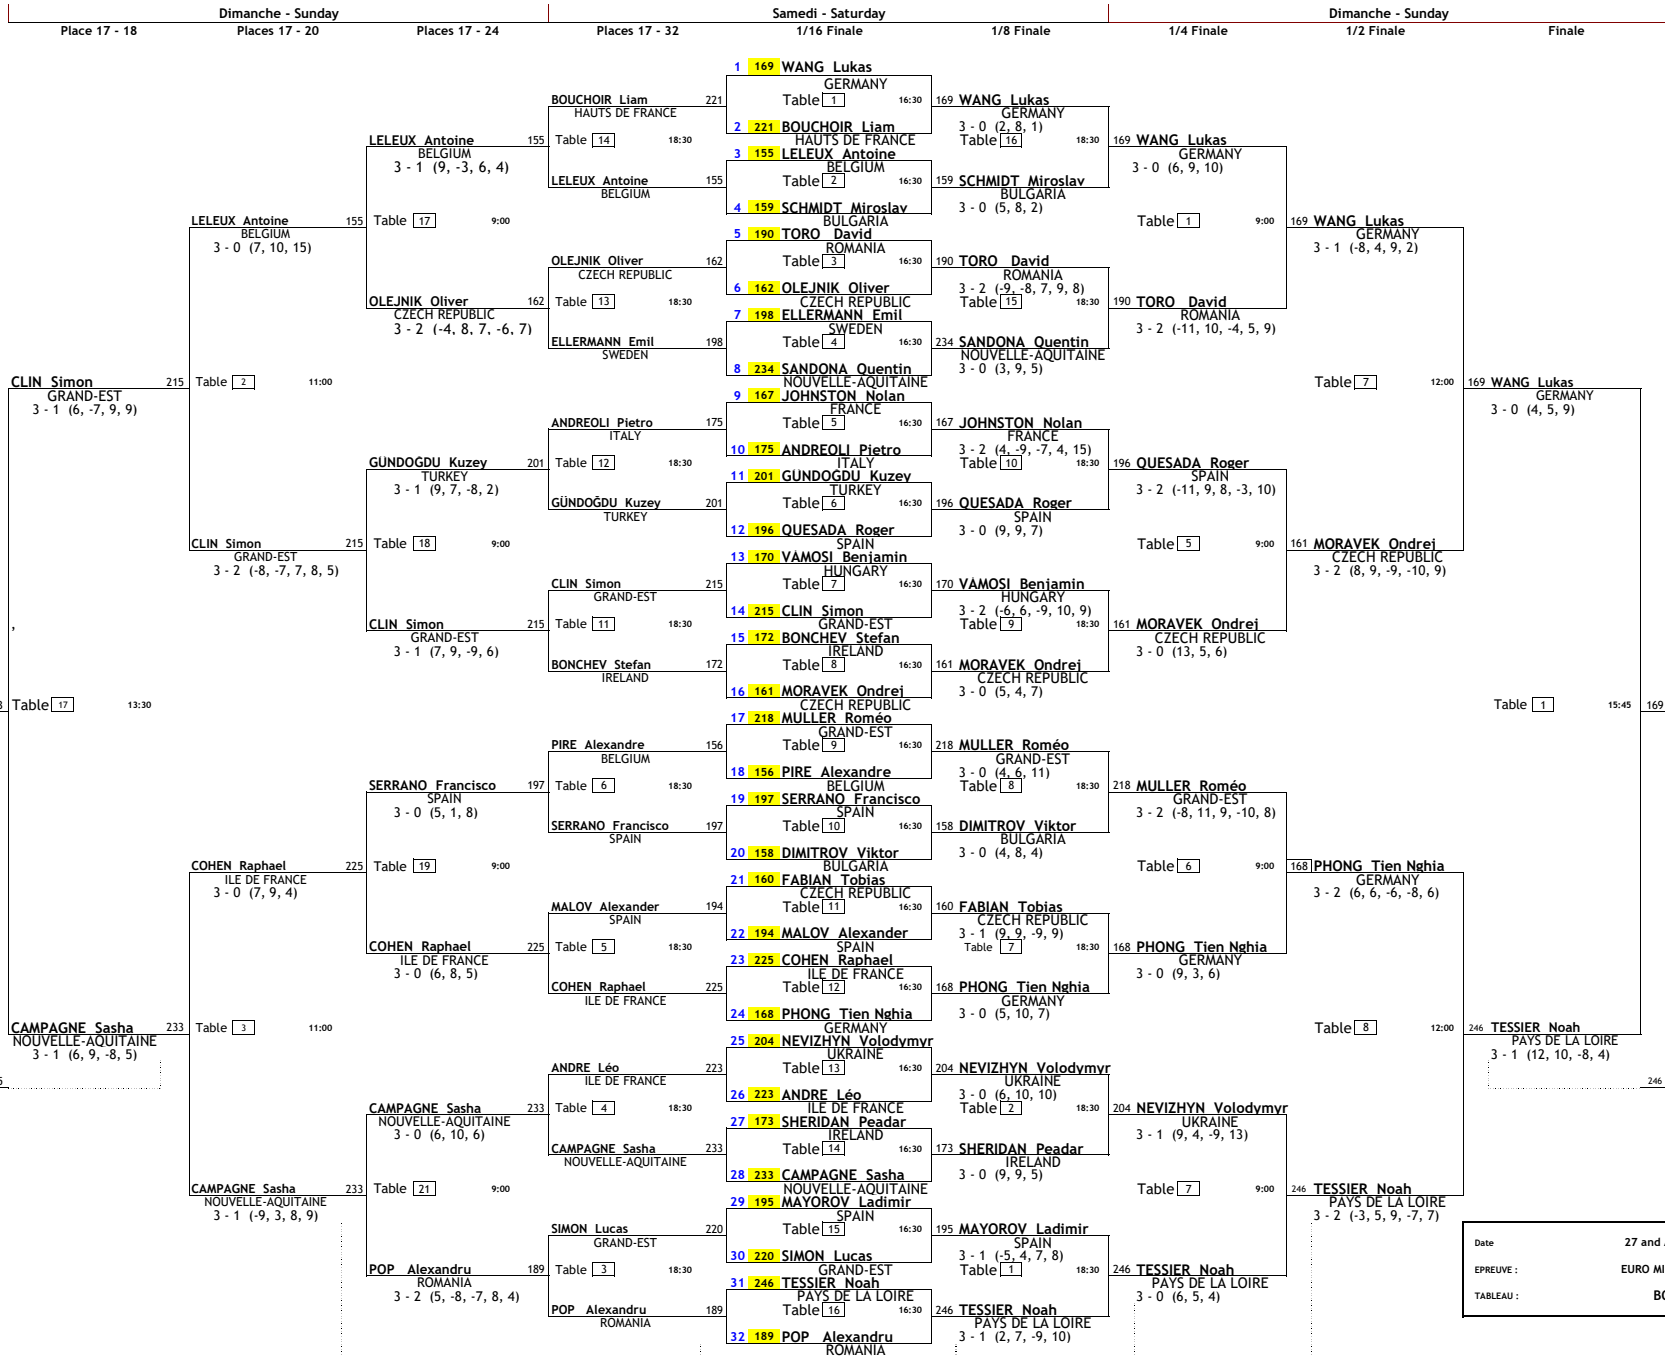 Dimanche - Sunday
Samedi - Saturday
Dimanche - Sunday
Place 17 - 18
Places 17 - 20
Places 17 - 24
Places 17 - 32
1/16 Finale
1/8 Finale
1/4 Finale
1/2 Finale
Finale
CLIN Simon 215
GRAND-EST
3 - 1 (6, -7, 9, 9)
,
Table 17 13:30
CAMPAGNE Sasha 233
NOUVELLE-AQUITAINE
3 - 1 (6, 9, -8, 5)
LELEUX Antoine 155
BELGIUM
3 - 0 (7, 10, 15)
Table 2 11:00
CLIN Simon 215
GRAND-EST
3 - 2 (-8, -7, 7, 8, 5)
COHEN Raphael 225
ILE DE FRANCE
3 - 0 (7, 9, 4)
Table 3 11:00
CAMPAGNE Sasha 233
NOUVELLE-AQUITAINE
3 - 1 (-9, 3, 8, 9)
LELEUX Antoine 155
BELGIUM
3 - 1 (9, -3, 6, 4)
Table 17 9:00
OLEJNIK Oliver 162
CZECH REPUBLIC
3 - 2 (-4, 8, 7, -6, 7)
GÜNDOĞDU Kuzey 201
TURKEY
3 - 1 (9, 7, -8, 2)
Table 18 9:00
CLIN Simon 215
GRAND-EST
3 - 1 (7, 9, -9, 6)
SERRANO Francisco 197
SPAIN
3 - 0 (5, 1, 8)
Table 19 9:00
COHEN Raphael 225
ILE DE FRANCE
3 - 0 (6, 8, 5)
CAMPAGNE Sasha 233
NOUVELLE-AQUITAINE
3 - 0 (6, 10, 6)
Table 21 9:00
POP Alexandru 189
ROMANIA
3 - 2 (5, -8, -7, 8, 4)
BOUCHOIR Liam 221
HAUTS DE FRANCE
Table 14 18:30
LELEUX Antoine 155
BELGIUM
OLEJNIK Oliver 162
CZECH REPUBLIC
Table 13 18:30
ELLERMANN Emil 198
SWEDEN
ANDREOLI Pietro 175
ITALY
Table 12 18:30
GÜNDOĞDU Kuzey 201
TURKEY
CLIN Simon 215
GRAND-EST
Table 11 18:30
BONCHEV Stefan 172
IRELAND
PIRE Alexandre 156
BELGIUM
Table 6 18:30
SERRANO Francisco 197
SPAIN
MALOV Alexander 194
SPAIN
Table 5 18:30
COHEN Raphael 225
ILE DE FRANCE
ANDRE Léo 223
ILE DE FRANCE
Table 4 18:30
CAMPAGNE Sasha 233
NOUVELLE-AQUITAINE
SIMON Lucas 220
GRAND-EST
Table 3 18:30
POP Alexandru 189
ROMANIA
1 169 WANG Lukas
GERMANY
Table 1 16:30
2 221 BOUCHOIR Liam
HAUTS DE FRANCE
3 155 LELEUX Antoine
BELGIUM
Table 2 16:30
4 159 SCHMIDT Miroslav
BULGARIA
5 190 TORO David
ROMANIA
Table 3 16:30
6 162 OLEJNIK Oliver
CZECH REPUBLIC
7 198 ELLERMANN Emil
SWEDEN
Table 4 16:30
8 234 SANDONA Quentin
NOUVELLE-AQUITAINE
9 167 JOHNSTON Nolan
FRANCE
Table 5 16:30
10 175 ANDREOLI Pietro
ITALY
11 201 GÜNDOĞDU Kuzey
TURKEY
Table 6 16:30
12 196 QUESADA Roger
SPAIN
13 170 VÁMOSI Benjamin
HUNGARY
Table 7 16:30
14 215 CLIN Simon
GRAND-EST
15 172 BONCHEV Stefan
IRELAND
Table 8 16:30
16 161 MORAVEK Ondrej
CZECH REPUBLIC
17 218 MULLER Roméo
GRAND-EST
Table 9 16:30
18 156 PIRE Alexandre
BELGIUM
19 197 SERRANO Francisco
SPAIN
Table 10 16:30
20 158 DIMITROV Viktor
BULGARIA
21 160 FABIAN Tobias
CZECH REPUBLIC
Table 11 16:30
22 194 MALOV Alexander
SPAIN
23 225 COHEN Raphael
ILE DE FRANCE
Table 12 16:30
24 168 PHONG Tien Nghia
GERMANY
25 204 NEVIZHYN Volodymyr
UKRAINE
Table 13 16:30
26 223 ANDRE Léo
ILE DE FRANCE
27 173 SHERIDAN Peadar
IRELAND
Table 14 16:30
28 233 CAMPAGNE Sasha
NOUVELLE-AQUITAINE
29 195 MAYOROV Ladimir
SPAIN
Table 15 16:30
30 220 SIMON Lucas
GRAND-EST
31 246 TESSIER Noah
PAYS DE LA LOIRE
Table 16 16:30
32 189 POP Alexandru
ROMANIA
169 WANG Lukas
GERMANY
3 - 0 (2, 8, 1)
Table 16 18:30
159 SCHMIDT Miroslav
BULGARIA
3 - 0 (5, 8, 2)
190 TORO David
ROMANIA
3 - 2 (-9, -8, 7, 9, 8)
Table 15 18:30
234 SANDONA Quentin
NOUVELLE-AQUITAINE
3 - 0 (3, 9, 5)
167 JOHNSTON Nolan
FRANCE
3 - 2 (4, -9, -7, 4, 15)
Table 10 18:30
196 QUESADA Roger
SPAIN
3 - 0 (9, 9, 7)
170 VÁMOSI Benjamin
HUNGARY
3 - 2 (-6, 6, -9, 10, 9)
Table 9 18:30
161 MORAVEK Ondrej
CZECH REPUBLIC
3 - 0 (5, 4, 7)
218 MULLER Roméo
GRAND-EST
3 - 0 (4, 6, 11)
Table 8 18:30
158 DIMITROV Viktor
BULGARIA
3 - 0 (4, 8, 4)
160 FABIAN Tobias
CZECH REPUBLIC
3 - 1 (9, 9, -9, 9)
Table 7 18:30
168 PHONG Tien Nghia
GERMANY
3 - 0 (5, 10, 7)
204 NEVIZHYN Volodymyr
UKRAINE
3 - 0 (6, 10, 10)
Table 2 18:30
173 SHERIDAN Peadar
IRELAND
3 - 0 (9, 9, 5)
195 MAYOROV Ladimir
SPAIN
3 - 1 (-5, 4, 7, 8)
Table 1 18:30
246 TESSIER Noah
PAYS DE LA LOIRE
3 - 1 (2, 7, -9, 10)
169 WANG Lukas
GERMANY
3 - 0 (6, 9, 10)
Table 1 9:00
190 TORO David
ROMANIA
3 - 2 (-11, 10, -4, 5, 9)
196 QUESADA Roger
SPAIN
3 - 2 (-11, 9, 8, -3, 10)
Table 5 9:00
161 MORAVEK Ondrej
CZECH REPUBLIC
3 - 0 (13, 5, 6)
218 MULLER Roméo
GRAND-EST
3 - 2 (-8, 11, 9, -10, 8)
Table 6 9:00
168 PHONG Tien Nghia
GERMANY
3 - 0 (9, 3, 6)
204 NEVIZHYN Volodymyr
UKRAINE
3 - 1 (9, 4, -9, 13)
Table 7 9:00
246 TESSIER Noah
PAYS DE LA LOIRE
3 - 0 (6, 5, 4)
169 WANG Lukas
GERMANY
3 - 1 (-8, 4, 9, 2)
Table 7 12:00
161 MORAVEK Ondrej
CZECH REPUBLIC
3 - 2 (8, 9, -9, -10, 9)
168 PHONG Tien Nghia
GERMANY
3 - 2 (6, 6, -6, -8, 6)
Table 8 12:00
246 TESSIER Noah
PAYS DE LA LOIRE
3 - 2 (-3, 5, 9, -7, 7)
169 WANG Lukas
GERMANY
3 - 0 (4, 5, 9)
Table 1 15:45 169
246 TESSIER Noah
PAYS DE LA LOIRE
3 - 1 (12, 10, -8, 4)
246
Date 27 and
EPREUVE : EURO
TABLEAU :